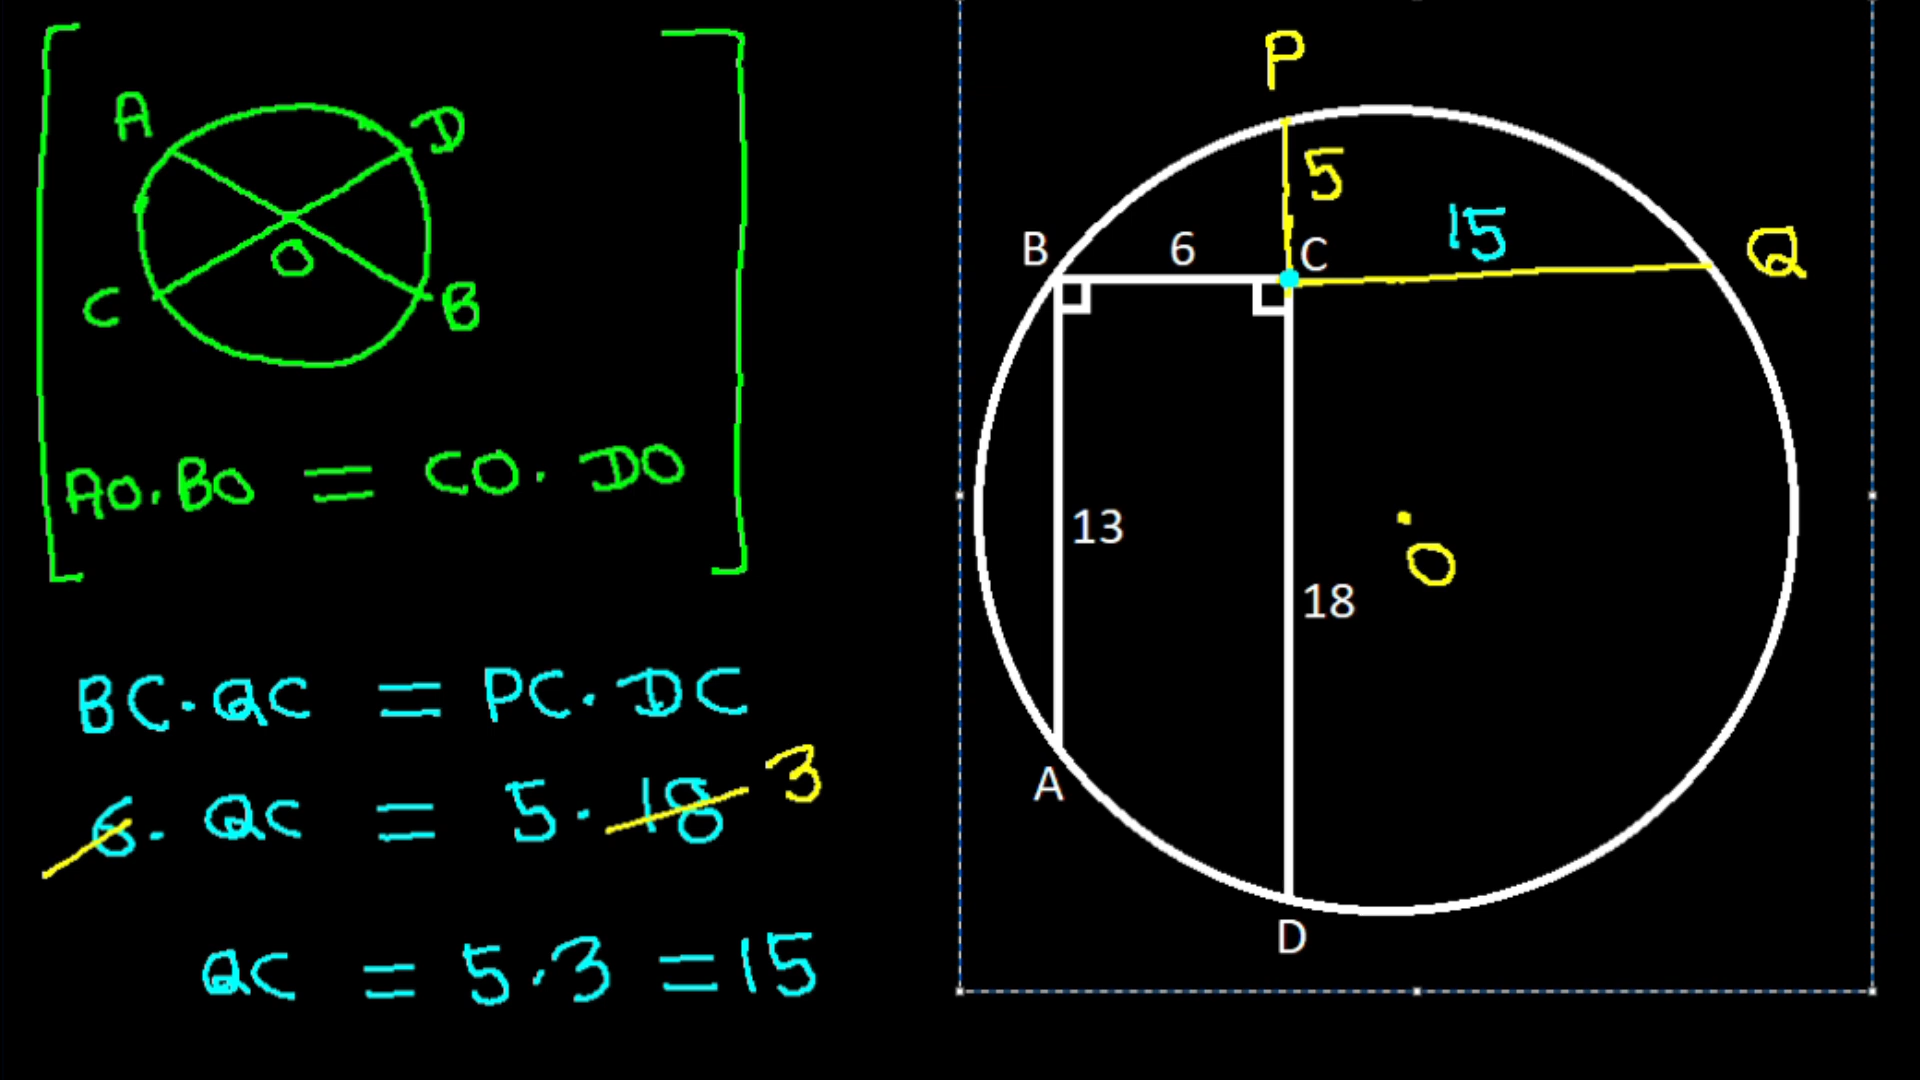 A D
O
C B
AO.BO = CO.DO
BC.QC = PC.DC
6. QC = 5.18 3
QC = 5.3 = 15
P
5
15
B 6 C Q
13
O
18
A
D